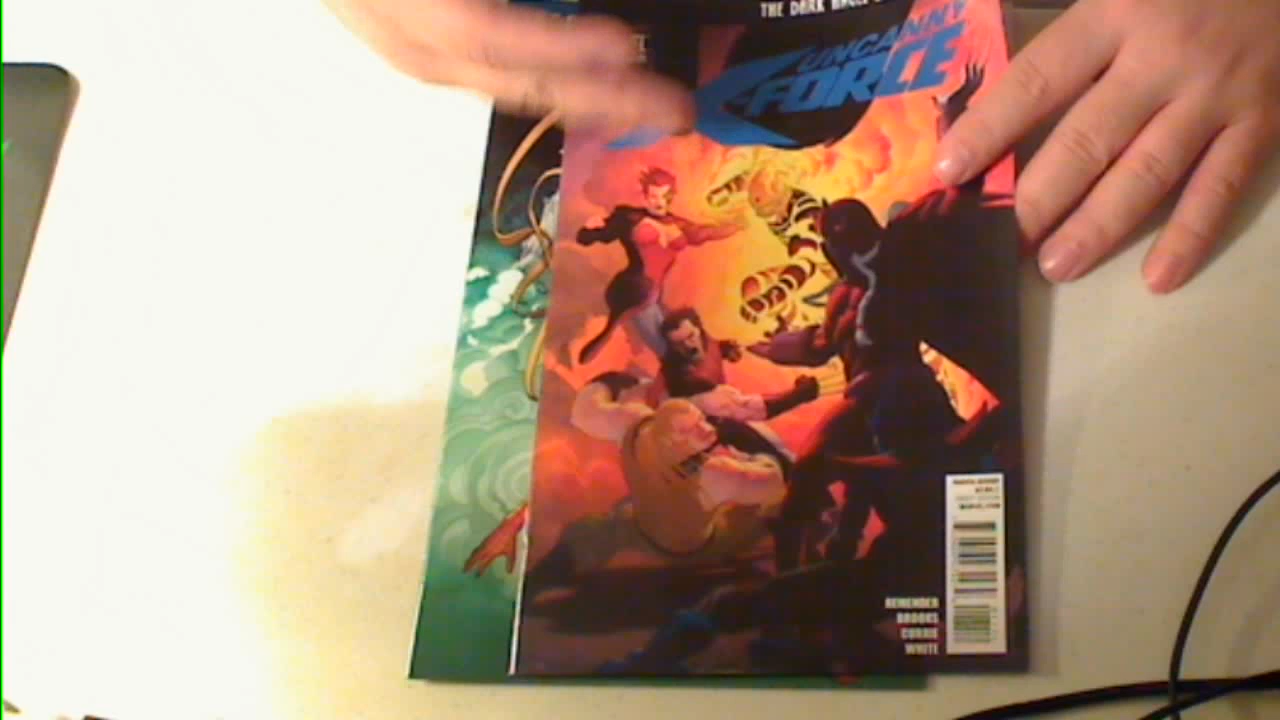 THE DARK ANGEL
UNCANNY
X-FORCE
REMENDER
BROOKS
CURRIE
WHITE